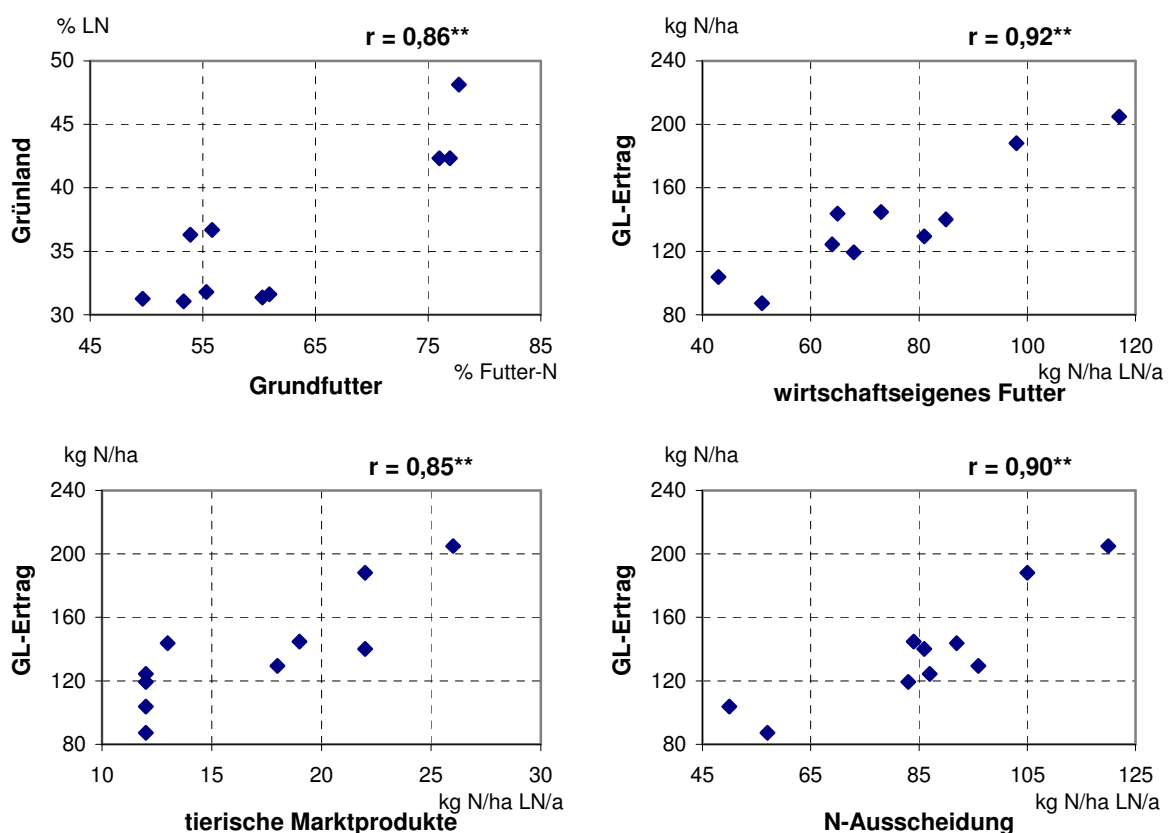 % LN
r = 0,86**
50
45
40
35
30
Grünland
45 55 65 75 85
% Futter-N
Grundfutter
kg N/ha
r = 0,92**
240
200
160
120
80
GL-Ertrag
40 60 80 100 120
kg N/ha LN/a
wirtschaftseigenes Futter
kg N/ha
r = 0,85**
240
200
160
120
80
GL-Ertrag
10 15 20 25 30
kg N/ha LN/a
tierische Marktprodukte
kg N/ha
r = 0,90**
240
200
160
120
80
GL-Ertrag
45 65 85 105 125
kg N/ha LN/a
N-Ausscheidung